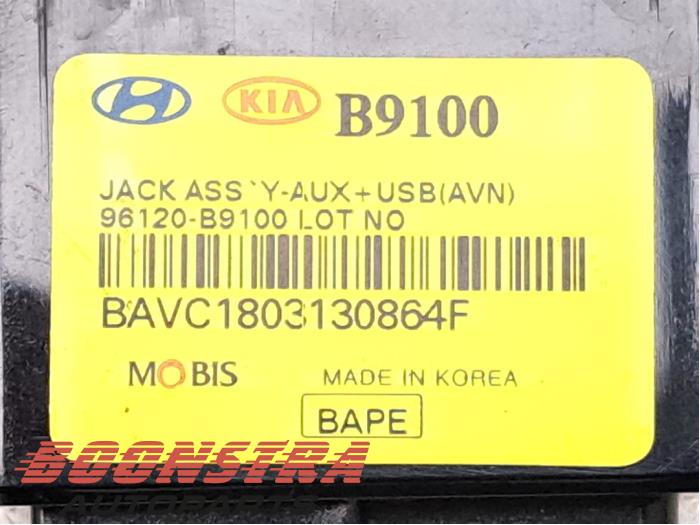 KIA B9100
JACK ASS`Y-AUX+USB(AVN)
96120-B9100 LOT NO
BAVC1803130864F
MOBIS MADE IN KOREA
BAPE
BOONSTRA
AUTOPARTS